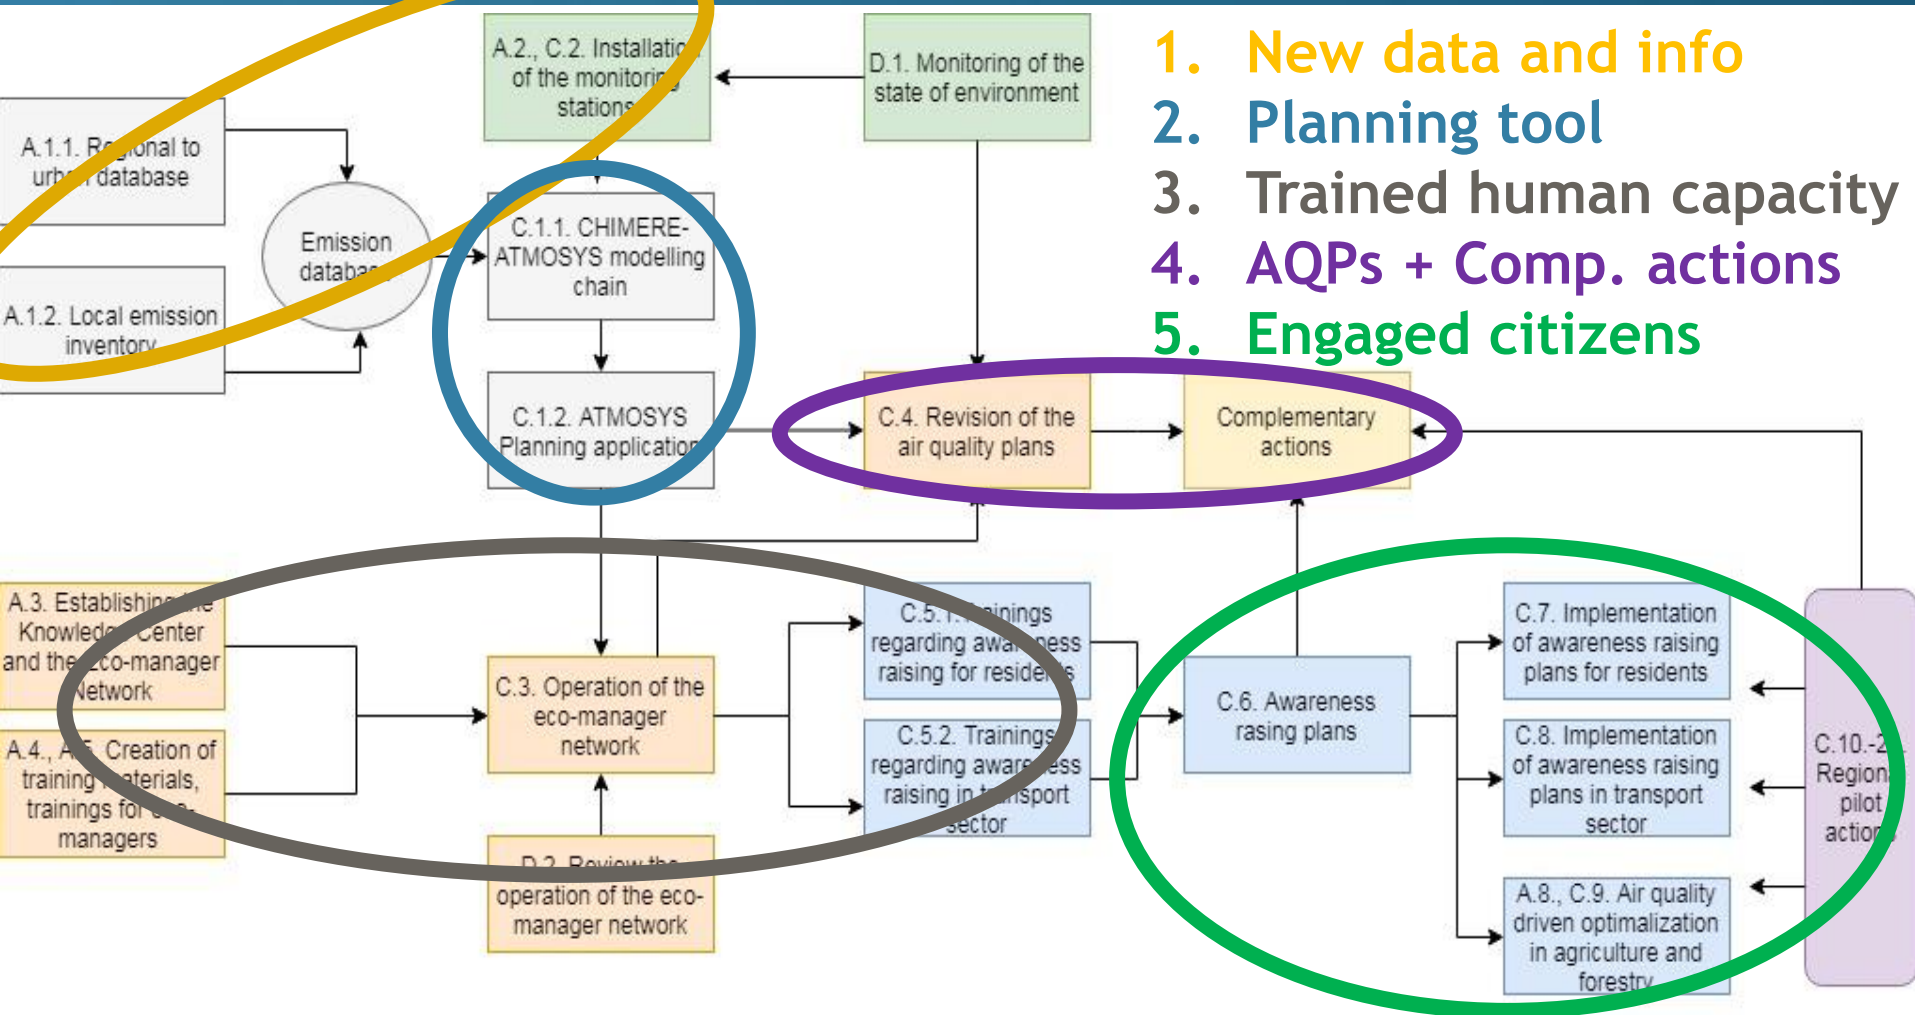 A.2., C.2. Installation
of the monitoring
stations
D.1. Monitoring of the
state of environment
1. New data and info
2. Planning tool
3. Trained human capacity
4. AQPs + Comp. actions
5. Engaged citizens
A.1.1. Regional to
urban database
Emission
database
A.1.2. Local emission
inventory
C.1.1. CHIMERE-
ATMOSYS modelling
chain
C.1.2. ATMOSYS
Planning application
C.4. Revision of the
air quality plans
Complementary
actions
A.3. Establishing the
Knowledge Center
and the Eco-manager
Network
A.4., A.5. Creation of
training materials,
trainings for eco-
managers
C.3. Operation of the
eco-manager
network
D.2. Review the
operation of the eco-
manager network
C.5.1. Trainings
regarding awareness
raising for residents
C.5.2. Trainings
regarding awareness
raising in transport
sector
C.6. Awareness
rasing plans
C.7. Implementation
of awareness raising
plans for residents
C.8. Implementation
of awareness raising
plans in transport
sector
A.8., C.9. Air quality
driven optimalization
in agriculture and
forestry
Regional
pilot
actions